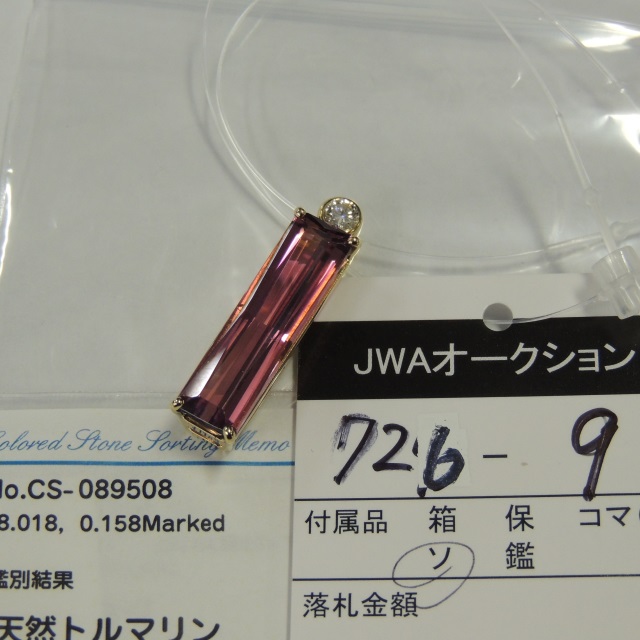 JWAオークション
726-9
付属品 箱 保 コマ
ソ 鑑
落札金額
Colored Stone Sorting Memo
No.CS-089508
8.018, 0.158Marked
鑑別結果
天然トルマリン